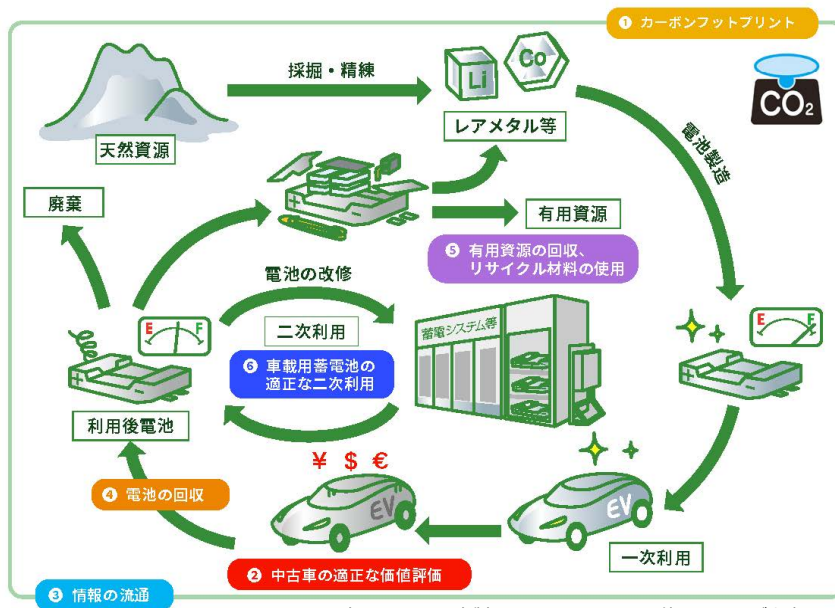 ❶ カーボンフットプリント
採掘・精練
Li
Co
レアメタル等
天然資源
CO₂
電池製造
廃棄
有用資源
❺ 有用資源の回収、
リサイクル材料の使用
電池の改修
E F
二次利用
蓄電システム等
E F
❻ 車載用蓄電池の
適正な二次利用
利用後電池
¥ $ €
❹ 電池の回収
EV
EV
一次利用
❷ 中古車の適正な価値評価
❸ 情報の流通